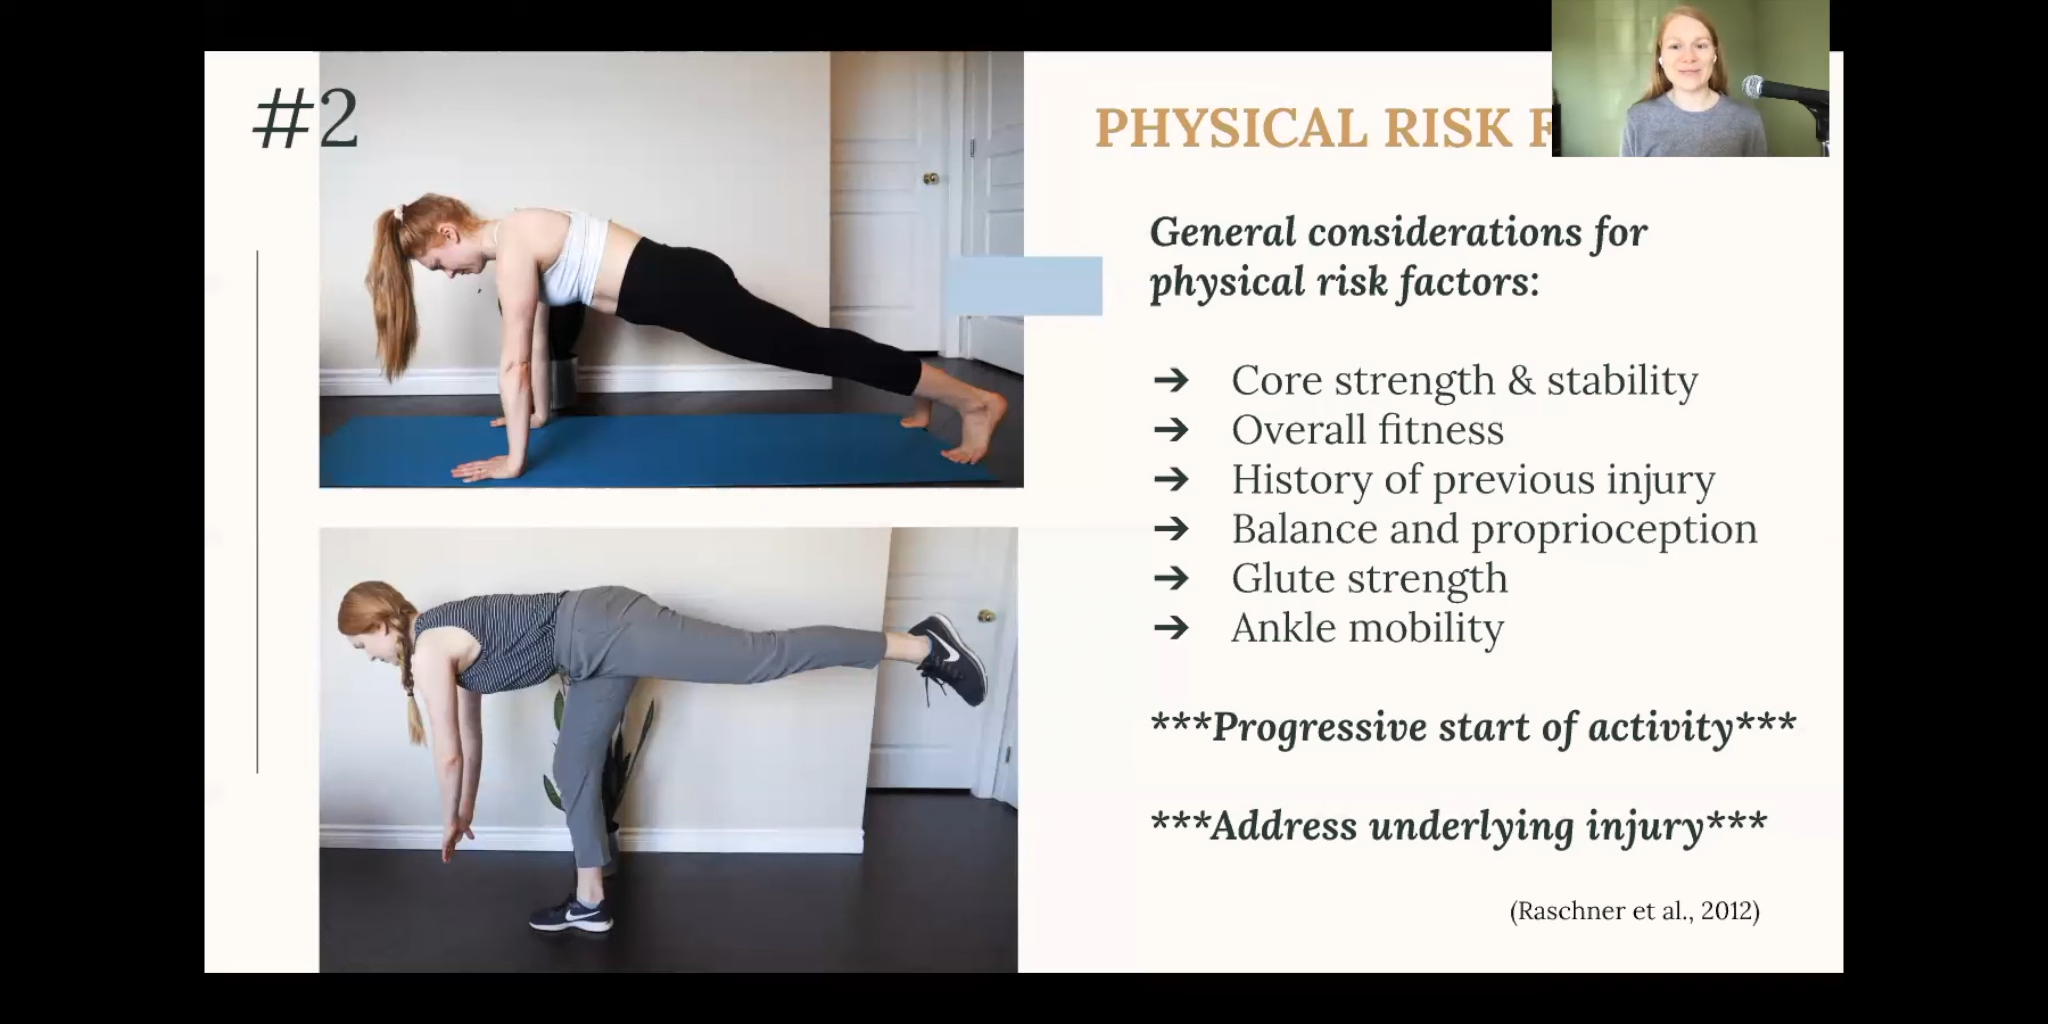 #2
PHYSICAL RISK
General considerations for
physical risk factors:
➔ Core strength & stability
➔ Overall fitness
➔ History of previous injury
➔ Balance and proprioception
➔ Glute strength
➔ Ankle mobility
***Progressive start of activity***
***Address underlying injury***
(Raschner et al., 2012)